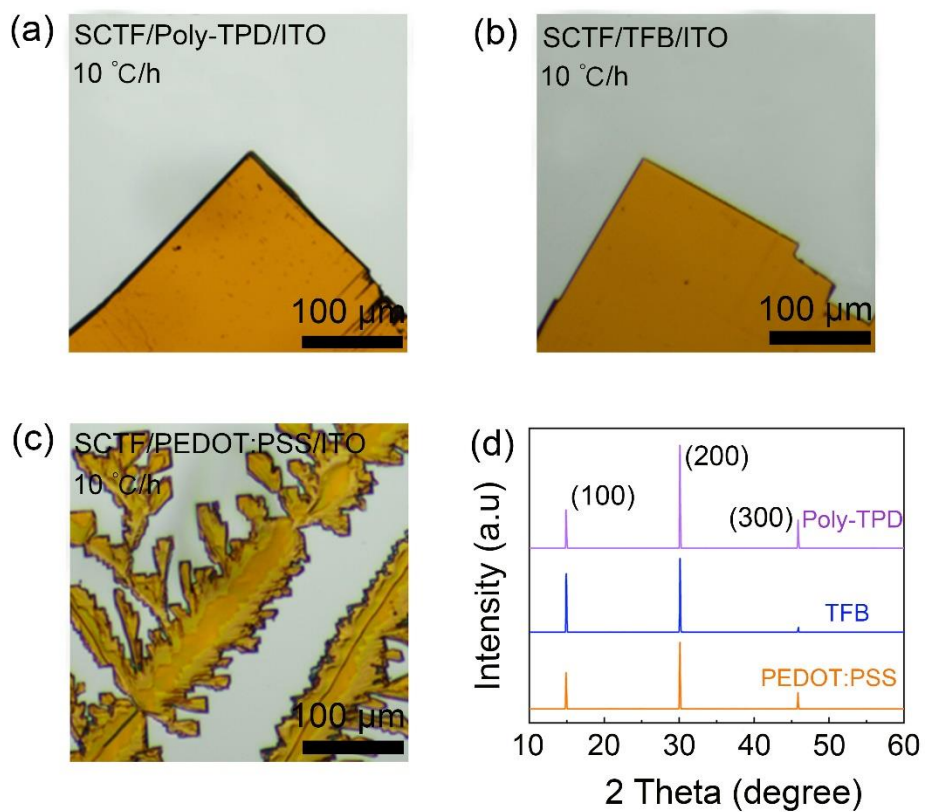 (a)
SCTF/Poly-TPD/ITO
10 °C/h
100 μm
(b)
SCTF/TFB/ITO
10 °C/h
100 μm
(c)
SCTF/PEDOT:PSS/ITO
10 °C/h
100 μm
(d)
(200)
(100)
(300)
Poly-TPD
TFB
PEDOT:PSS
Intensity (a.u)
10 20 30 40 50 60
2 Theta (degree)